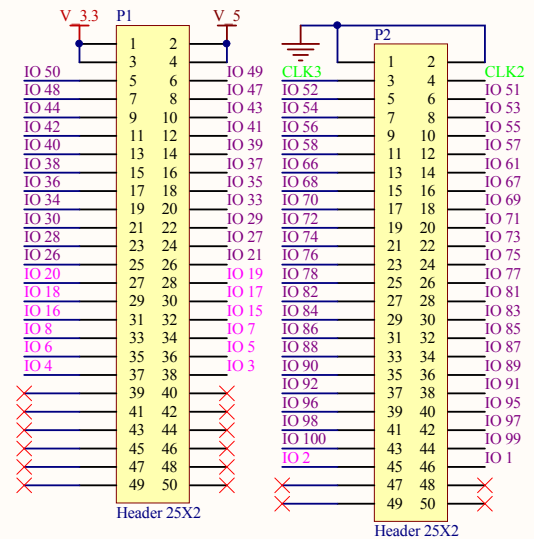 V_3.3 P1 V_5
1 2
3 4
IO 50 5 6 IO 49
IO 48 7 8 IO 47
IO 44 9 10 IO 43
IO 42 11 12 IO 41
IO 40 13 14 IO 39
IO 38 15 16 IO 37
IO 36 17 18 IO 35
IO 34 19 20 IO 33
IO 30 21 22 IO 29
IO 28 23 24 IO 27
IO 26 25 26 IO 21
IO 20 27 28 IO 19
IO 18 29 30 IO 17
IO 16 31 32 IO 15
IO 8 33 34 IO 7
IO 6 35 36 IO 5
IO 4 37 38 IO 3
39 40
41 42
43 44
45 46
47 48
49 50
Header 25X2
P2
1 2
CLK3 3 4 CLK2
IO 52 5 6 IO 51
IO 54 7 8 IO 53
IO 56 9 10 IO 55
IO 58 11 12 IO 57
IO 66 13 14 IO 61
IO 68 15 16 IO 67
IO 70 17 18 IO 69
IO 72 19 20 IO 71
IO 74 21 22 IO 73
IO 76 23 24 IO 75
IO 78 25 26 IO 77
IO 82 27 28 IO 81
IO 84 29 30 IO 83
IO 86 31 32 IO 85
IO 88 33 34 IO 87
IO 90 35 36 IO 89
IO 92 37 38 IO 91
IO 96 39 40 IO 95
IO 98 41 42 IO 97
IO 100 43 44 IO 99
IO 2 45 46 IO 1
47 48
49 50
Header 25X2